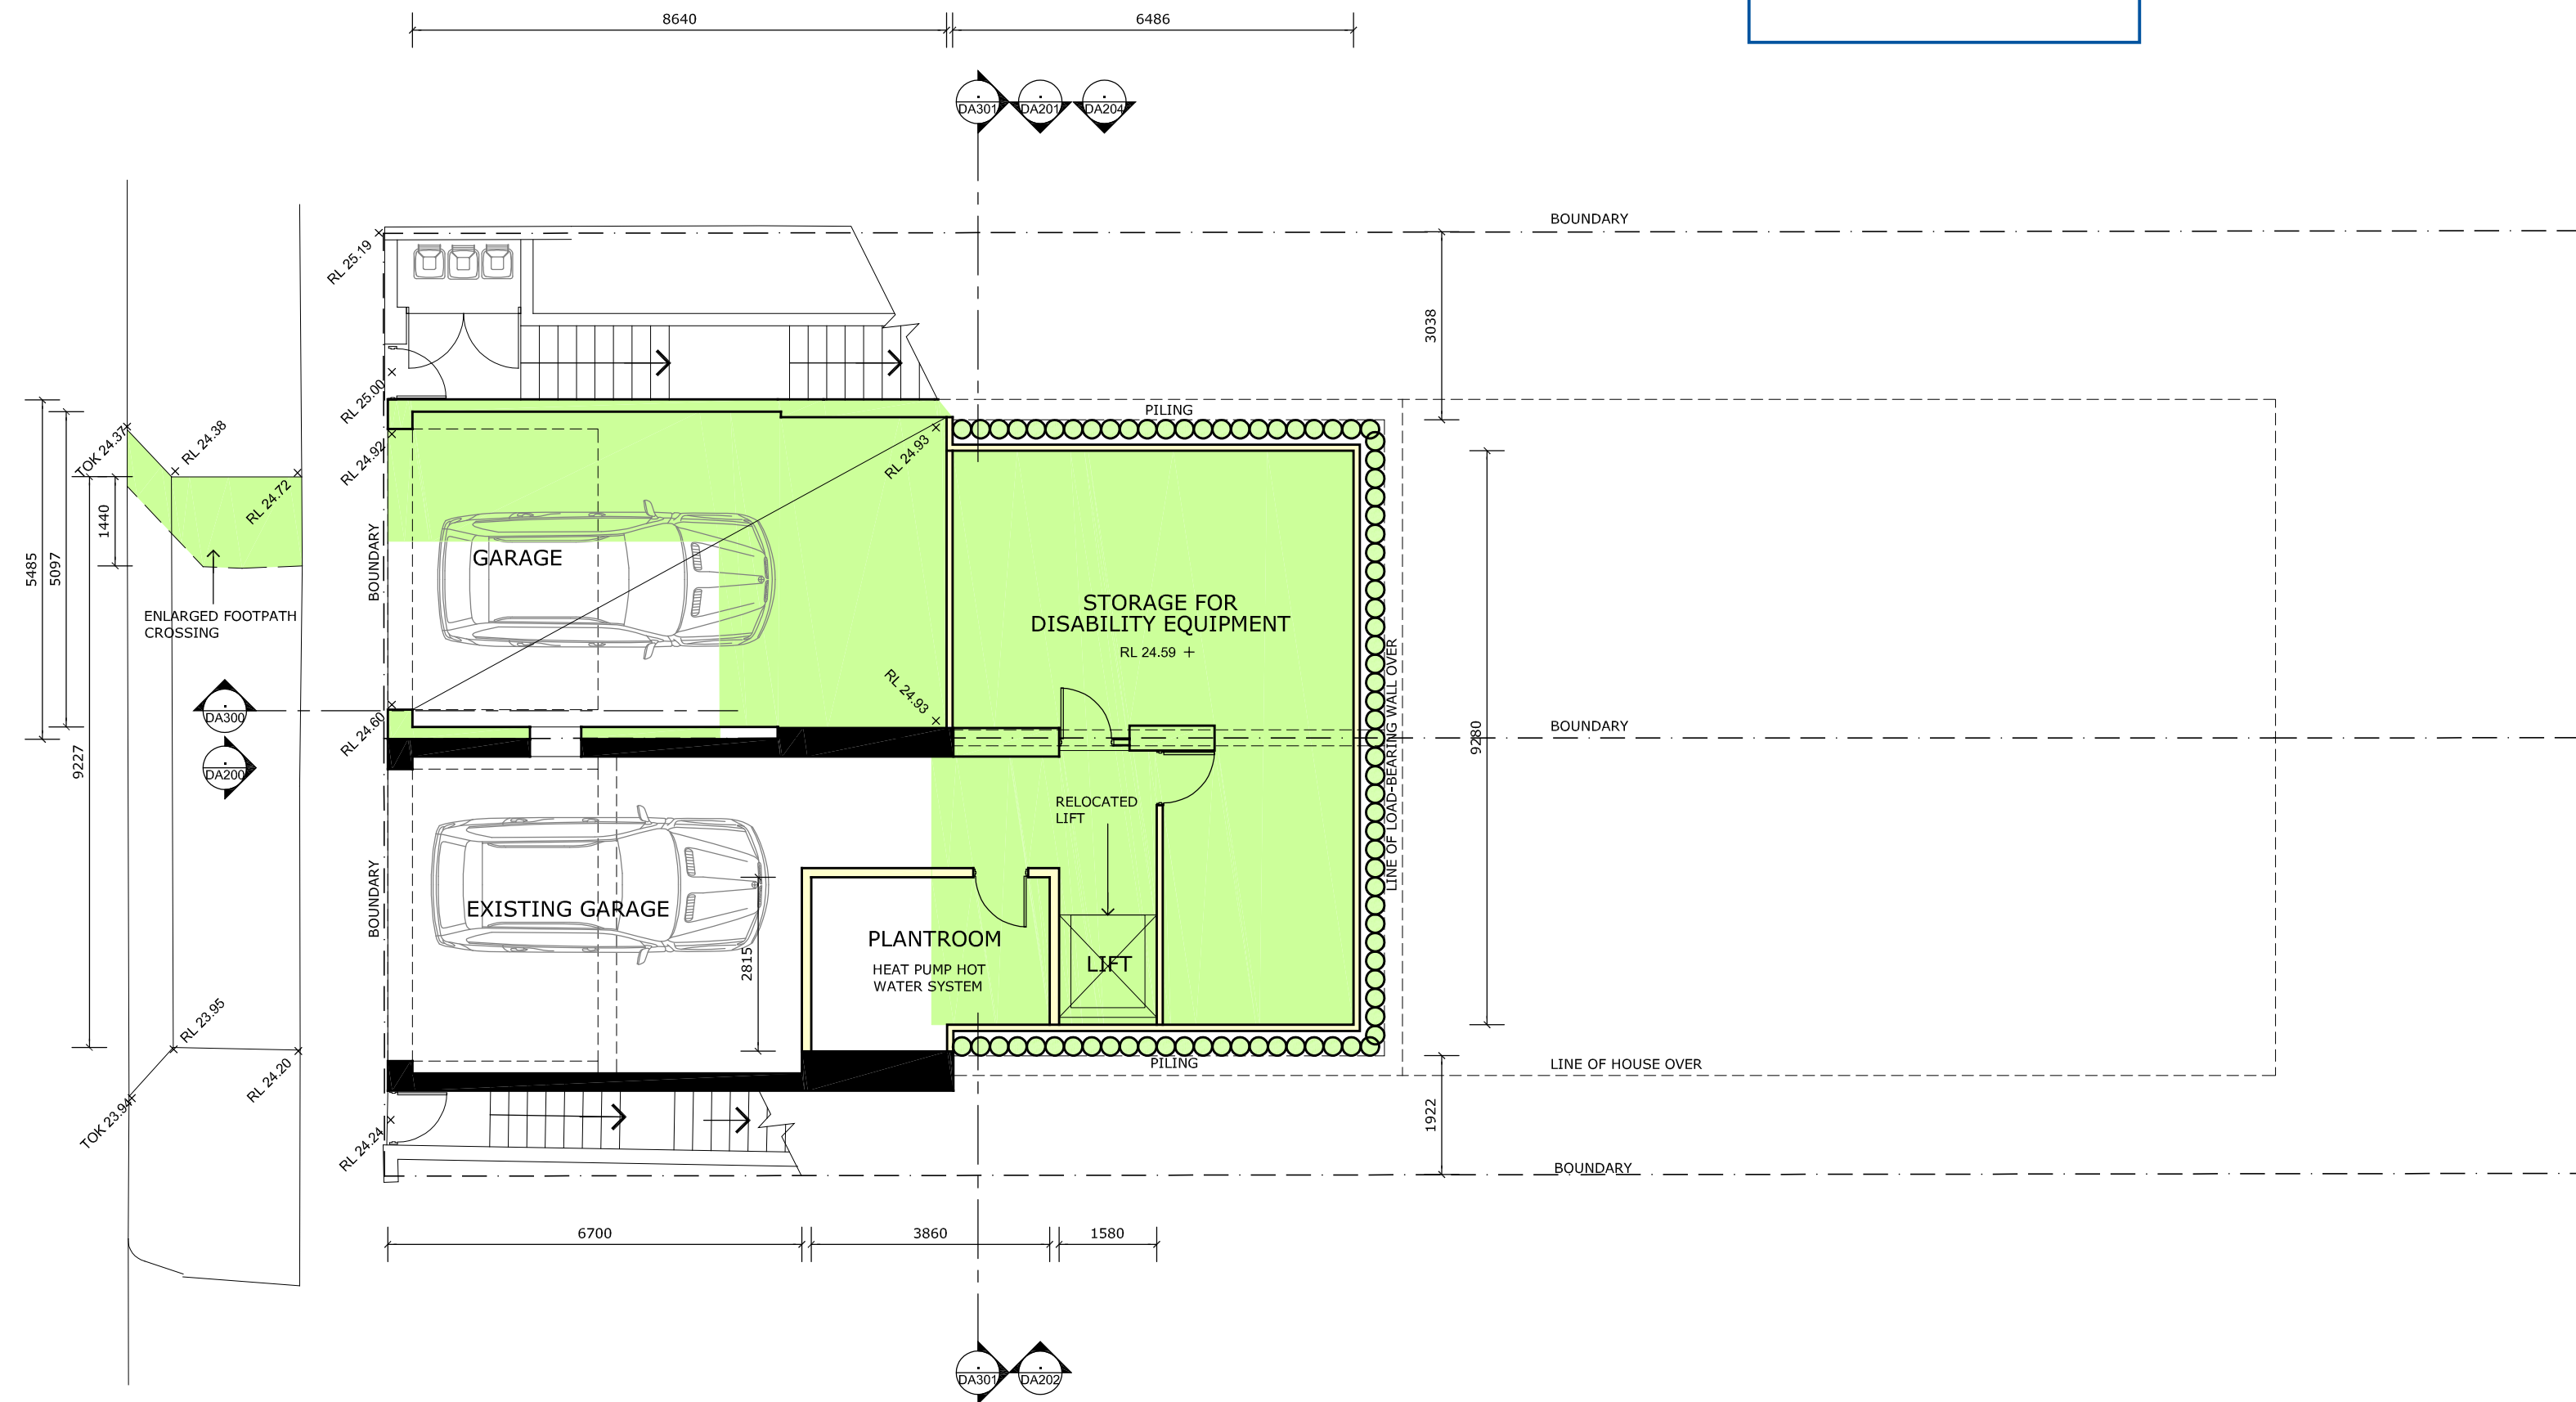 8640
6486
DA301
DA201
DA204
BOUNDARY
RL 25.19
3038
RL 25.00
PILING
TOK 24.37
RL 24.38
RL 24.92
RL 24.93
RL 24.72
1440
5485
5097
BOUNDARY
GARAGE
ENLARGED FOOTPATH
CROSSING
STORAGE FOR
DISABILITY EQUIPMENT
RL 24.59
LINE OF LOAD-BEARING WALL OVER
RL 24.93
DA300
RL 24.60
BOUNDARY
9280
9227
DA200
RELOCATED
LIFT
BOUNDARY
EXISTING GARAGE
PLANTROOM
HEAT PUMP HOT
WATER SYSTEM
2815
LIFT
RL 23.95
RL 24.20
PILING
LINE OF HOUSE OVER
TOK 23.94
RL 24.24
1922
BOUNDARY
6700
3860
1580
DA301
DA202